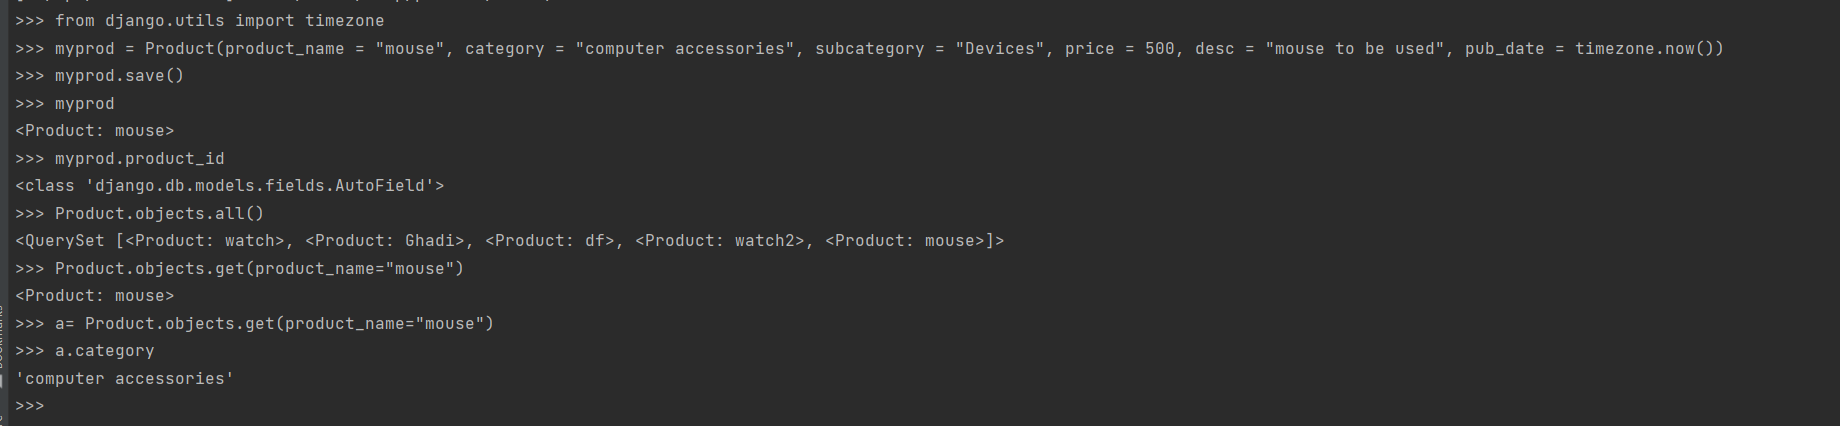 >>> from django.utils import timezone
>>> myprod = Product(product_name = "mouse", category = "computer accessories", subcategory = "Devices", price = 500, desc = "mouse to be used", pub_date = timezone.now())
>>> myprod.save()
>>> myprod
<Product: mouse>
>>> myprod.product_id
<class 'django.db.models.fields.AutoField'>
>>> Product.objects.all()
<QuerySet [<Product: watch>, <Product: Ghadi>, <Product: df>, <Product: watch2>, <Product: mouse>]>
>>> Product.objects.get(product_name="mouse")
<Product: mouse>
>>> a= Product.objects.get(product_name="mouse")
>>> a.category
'computer accessories'
>>>